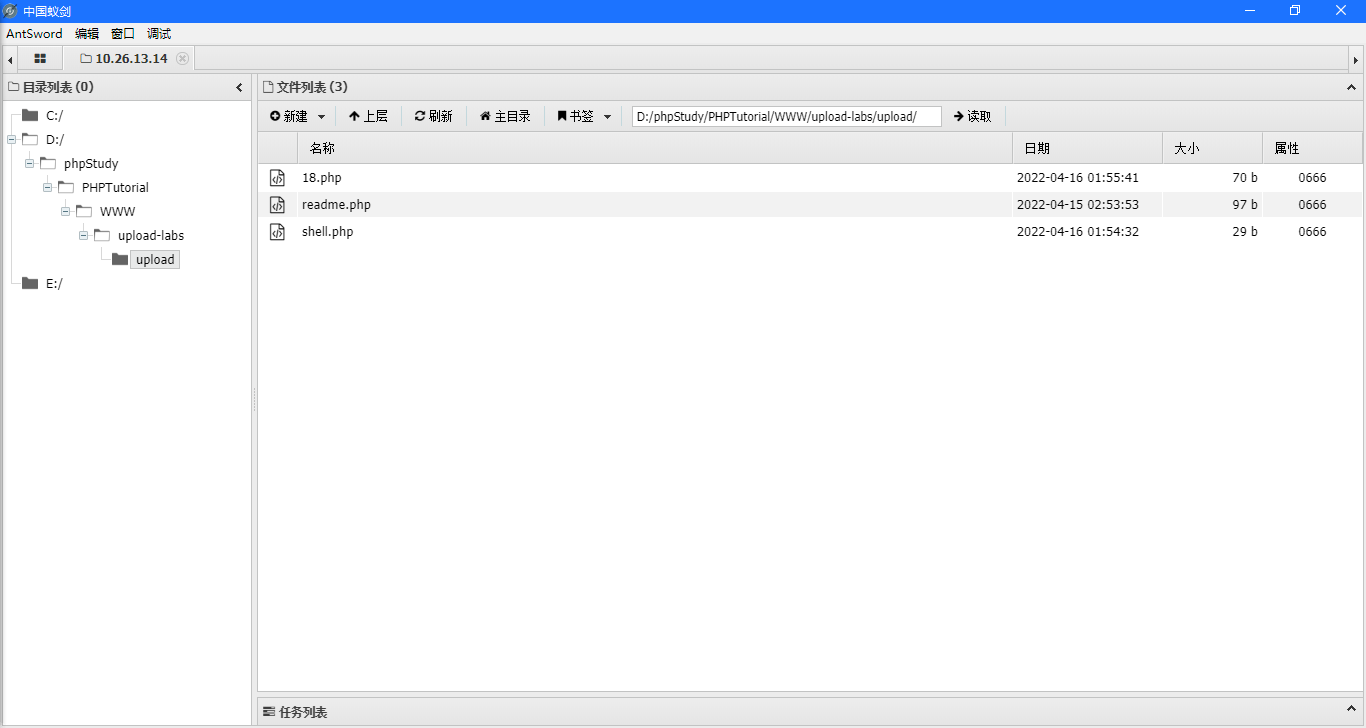 中国蚁剑
AntSword 编辑 窗口 调试
10.26.13.14
目录列表 (0)
C:/
D:/
phpStudy
PHPTutorial
WWW
upload-labs
upload
E:/
文件列表 (3)
新建 上层 刷新 主目录 书签 D:/phpStudy/PHPTutorial/WWW/upload-labs/upload/ 读取
名称 日期 大小 属性
18.php 2022-04-16 01:55:41 70 b 0666
readme.php 2022-04-15 02:53:53 97 b 0666
shell.php 2022-04-16 01:54:32 29 b 0666
任务列表